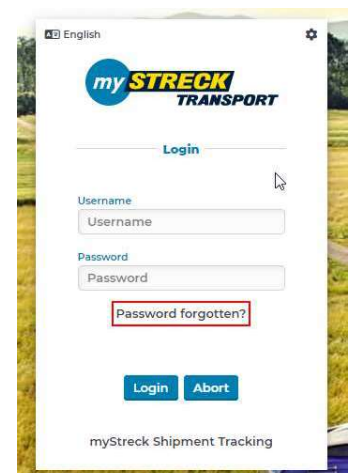 English
my STRECK
TRANSPORT
Login
Username
Username
Password
Password
Password forgotten?
Login Abort
myStreck Shipment Tracking